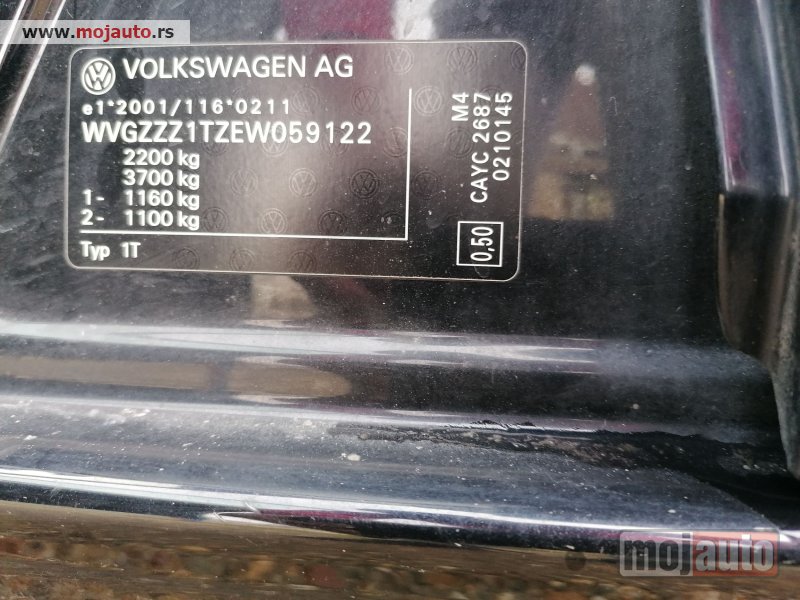 www.mojauto.rs
VOLKSWAGEN AG
e1*2001/116*0211
WVGZZZ1TZEW059122
2200 kg
3700 kg
1- 1160 kg
2- 1100 kg
Typ 1T
M4
CAYC 2687
0210145
0,50
mojauto